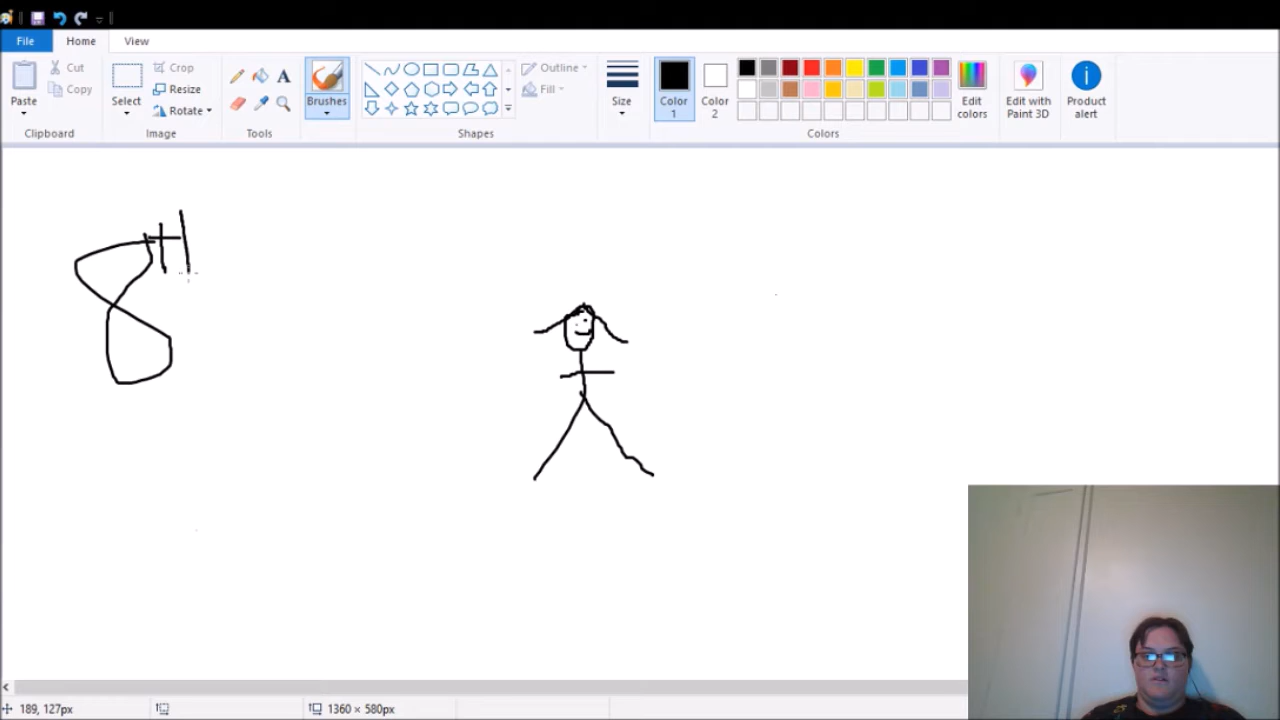 File Home View
Paste Cut Copy Select Crop Resize Rotate Brushes Outline Fill Size Color 1 Color 2 Edit colors Edit with Paint 3D Product alert
Clipboard Image Tools Shapes Colors
8th
189, 127px 1360 × 580px